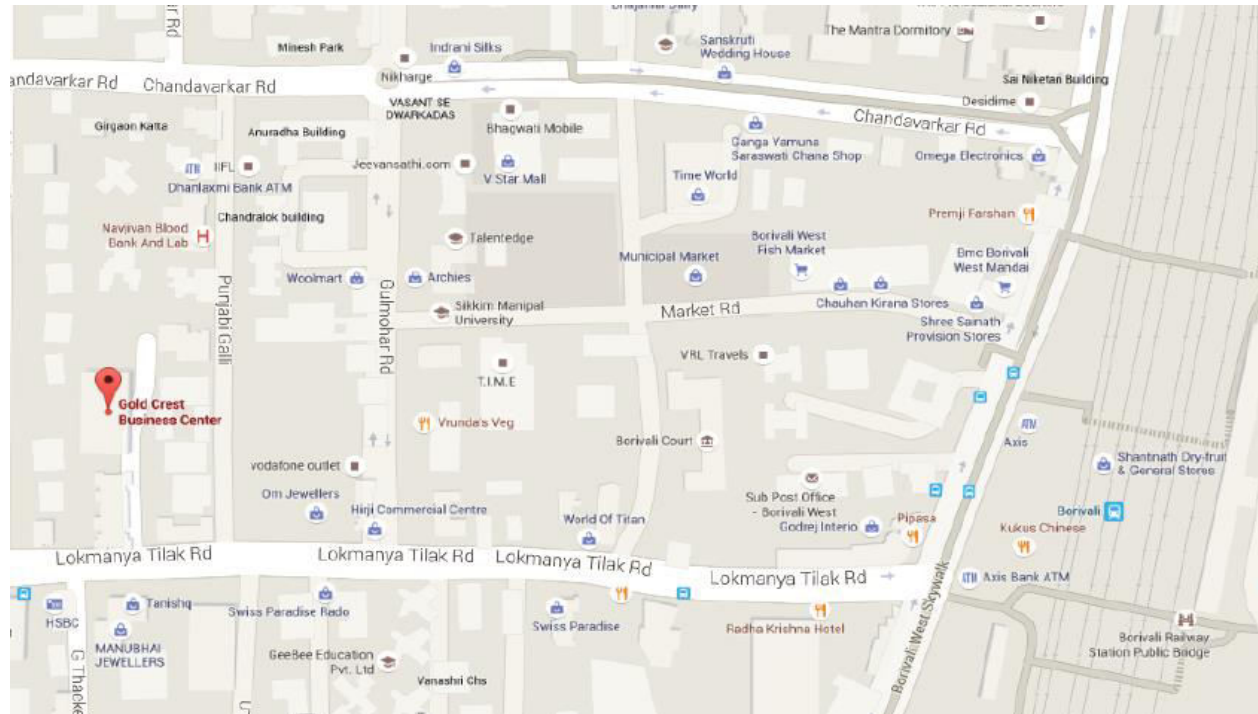 The Mantra Dormitory
Sanskruti
Wedding House
Indrani Silks
Minesh Park
Nikharge
Sai Niketan Building
Desidime
andavarkar Rd
Chandavarkar Rd
VASANT SE
DWARKADAS
Bhagwati Mobile
Chandavarkar Rd
Girgaon Katta
Anuradha Building
Ganga Yamuna
Saraswati Chana Shop
Omega Electronics
IIFL
Jeevansathi.com
V Star Mall
Time World
Dhanlaxmi Bank ATM
Chandralok building
Premji Farshan
Navjivan Blood
Bank And Lab
Talentedge
Municipal Market
Borivali West
Fish Market
Bmc Borivali
West Mandai
Woolmart
Archies
Punjabi Galli
Gulmohar Rd
Sikkim Manipal
University
Market Rd
Chauhan Kirana Stores
Shree Sainath
Provision Stores
VRL Travels
T.I.M.E
Gold Crest
Business Center
Vrunda's Veg
Borivali Court
Axis
Shantinath Dry-fruit
& General Stores
vodafone outlet
Om Jewellers
Hirji Commercial Centre
World Of Titan
Sub Post Office
- Borivali West
Godrej Interio
Pipasa
Borivali
Kukus Chinese
Lokmanya Tilak Rd
Lokmanya Tilak Rd
Lokmanya Tilak Rd
Lokmanya Tilak Rd
Axis Bank ATM
HSBC
Tanishq
Swiss Paradise Rado
Swiss Paradise
Radha Krishna Hotel
Borivali West Skywalk
Borivali Railway
Station Public Bridge
MANUBHAI
JEWELLERS
GeeBee Education
Pvt. Ltd
Vanashri Chs
G Thacke